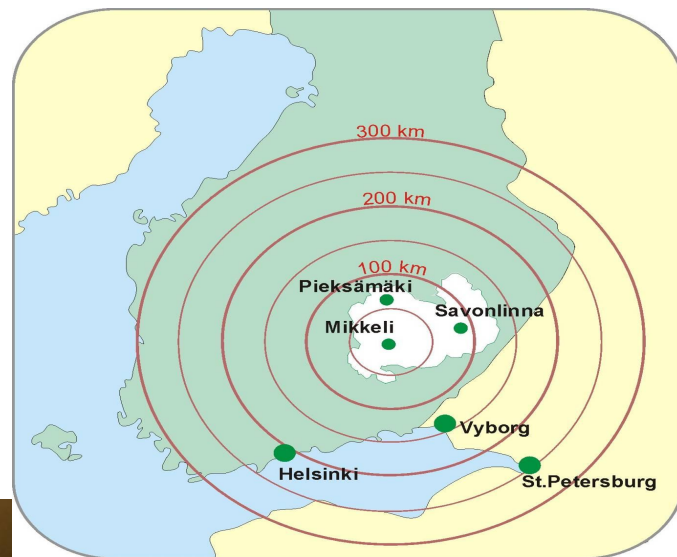 300 km
200 km
100 km
Pieksämäki
Savonlinna
Mikkeli
Vyborg
Helsinki
St.Petersburg